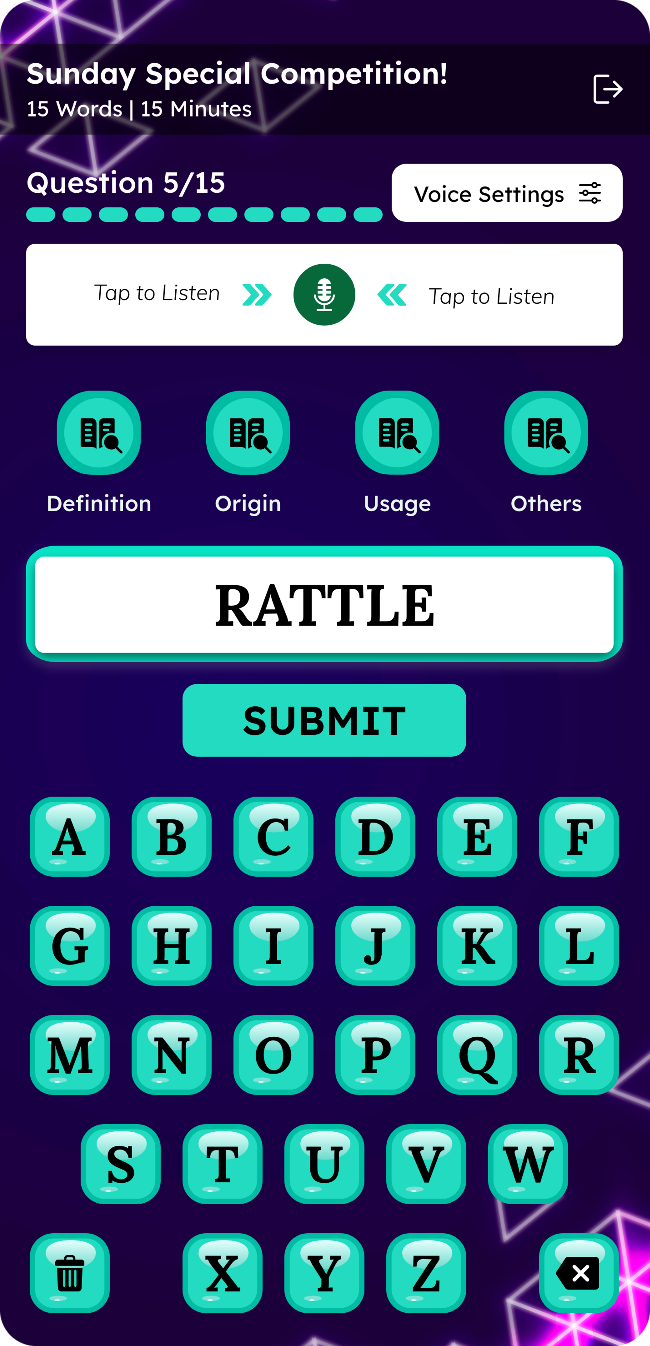 Sunday Special Competition!
15 Words | 15 Minutes
Question 5/15
Voice Settings
Tap to Listen
Tap to Listen
Definition
Origin
Usage
Others
RATTLE
SUBMIT
A B C D E F
G H I J K L
M N O P Q R
S T U V W
X Y Z